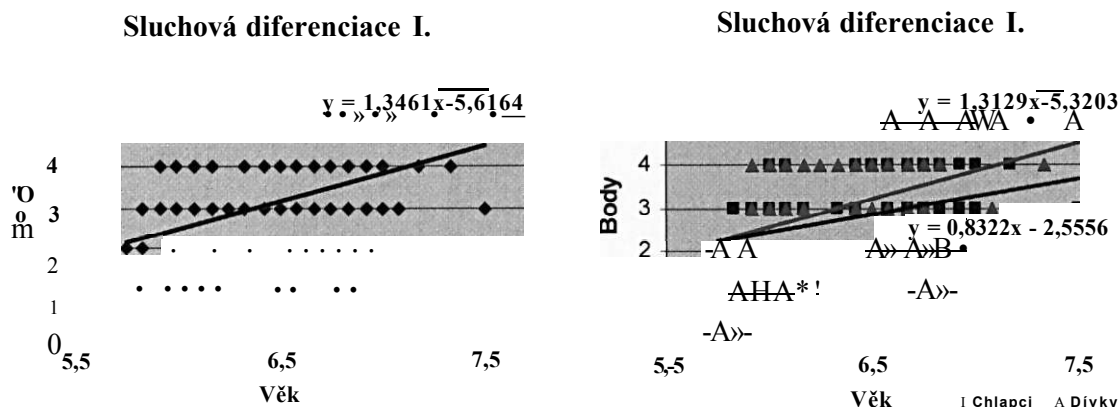 Sluchová diferenciace I.
y = 1,3461x-5,6164
4
3
2
1
0
5,5 6,5 7,5
Věk
Sluchová diferenciace I.
y = 1,3129x-5,3203
Body
4
3
2
y = 0,8322x - 2,5556
5,-5 6,5 7,5
Věk
I Chlapci A Dívky